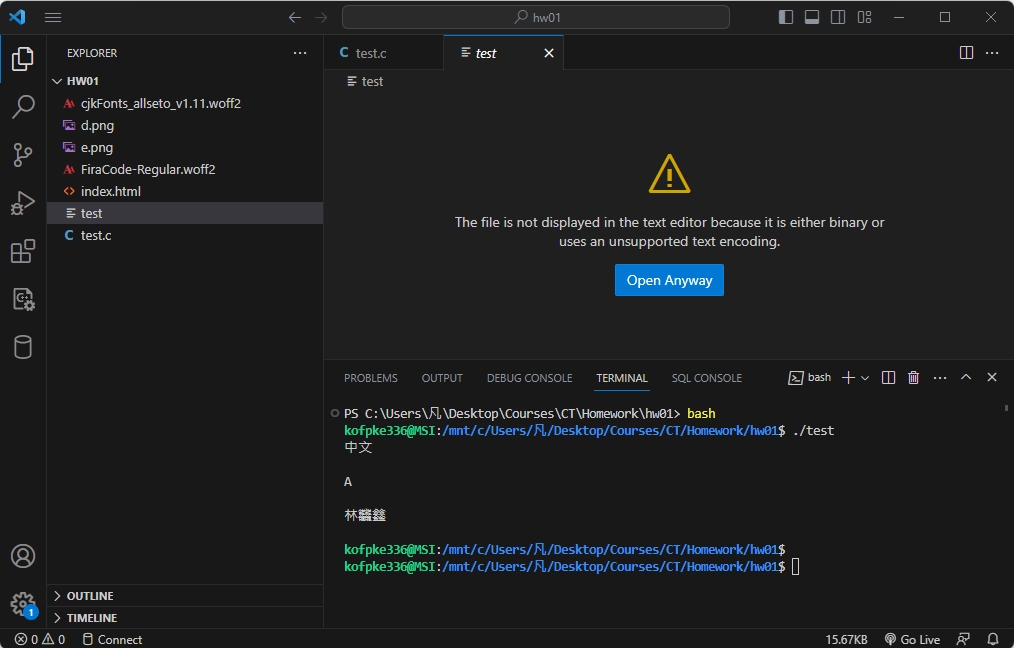 hw01
EXPLORER
HW01
cjkFonts_allseto_v1.11.woff2
d.png
e.png
FiraCode-Regular.woff2
index.html
test
C test.c
OUTLINE
TIMELINE
C test.c
test
test
The file is not displayed in the text editor because it is either binary or
uses an unsupported text encoding.
Open Anyway
PROBLEMS OUTPUT DEBUG CONSOLE TERMINAL SQL CONSOLE bash
PS C:\Users\凡\Desktop\Courses\CT\Homework\hw01> bash
kofpke336@MSI:/mnt/c/Users/凡/Desktop/Courses/CT/Homework/hw01$ ./test
中文
A
kofpke336@MSI:/mnt/c/Users/凡/Desktop/Courses/CT/Homework/hw01$
kofpke336@MSI:/mnt/c/Users/凡/Desktop/Courses/CT/Homework/hw01$
1
0 0 Connect 15.67KB Go Live